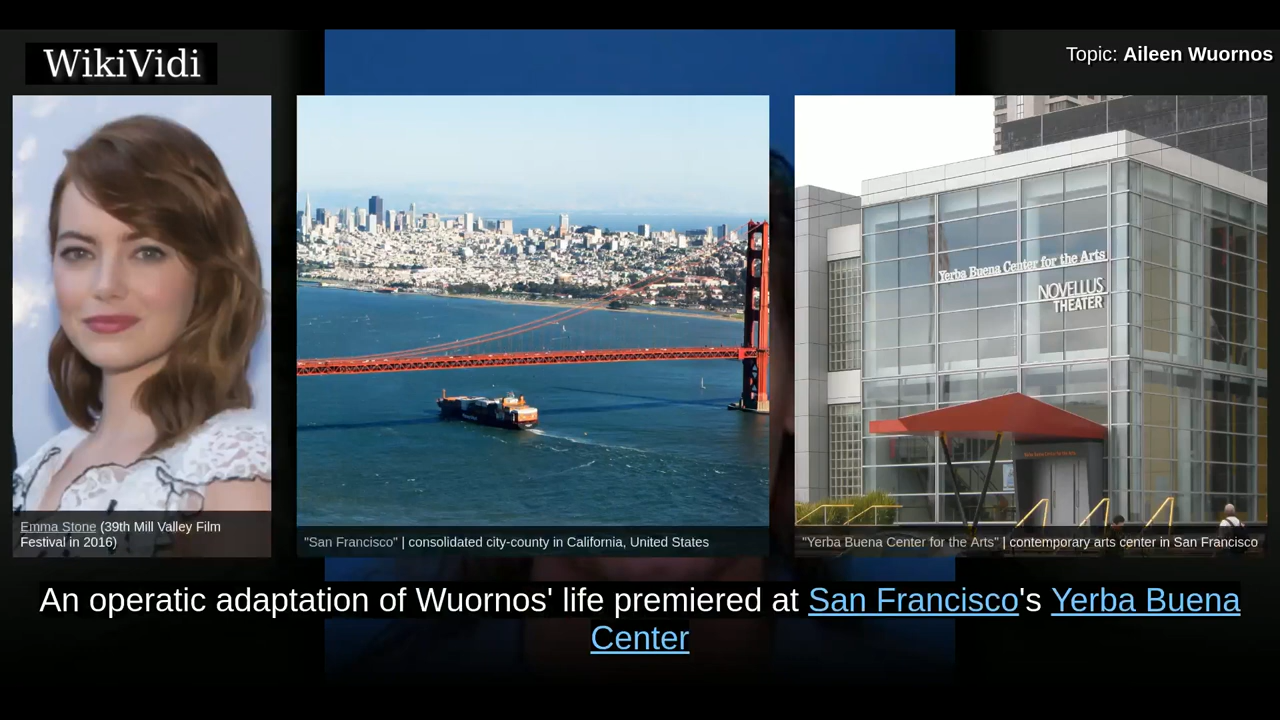 WikiVidi
Topic: Aileen Wuornos
Yerba Buena Center for the Arts
NOVELLUS
THEATER
Emma Stone (39th Mill Valley Film
Festival in 2016)
"San Francisco" | consolidated city-county in California, United States
"Yerba Buena Center for the Arts" | contemporary arts center in San Francisco
An operatic adaptation of Wuornos' life premiered at San Francisco's Yerba Buena
Center